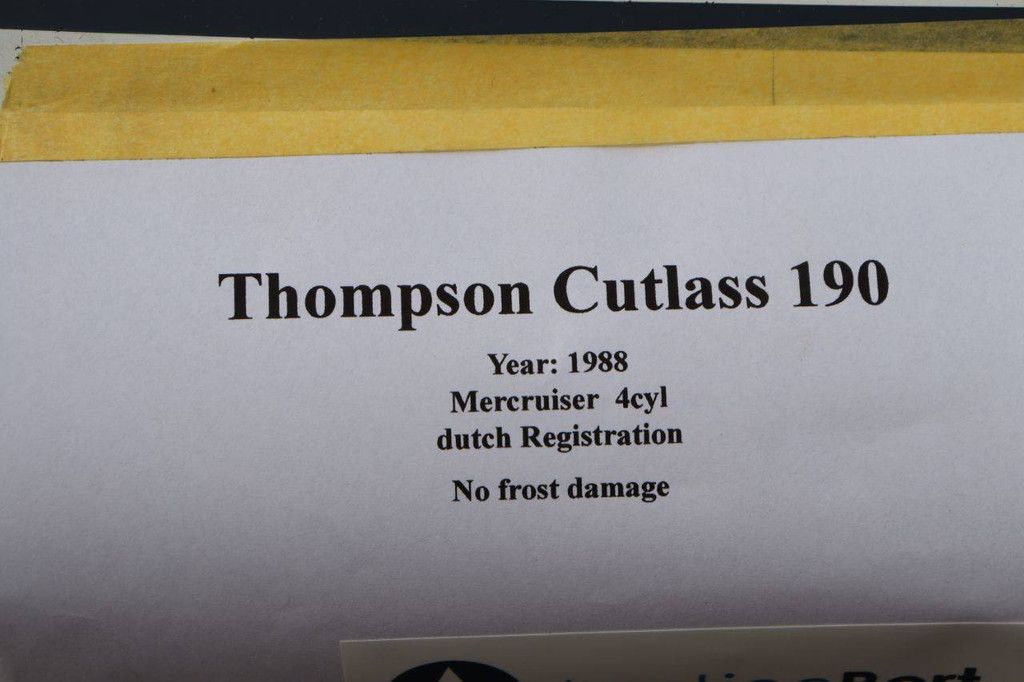 Thompson Cutlass 190
Year: 1988
Mercruiser 4cyl
dutch Registration
No frost damage